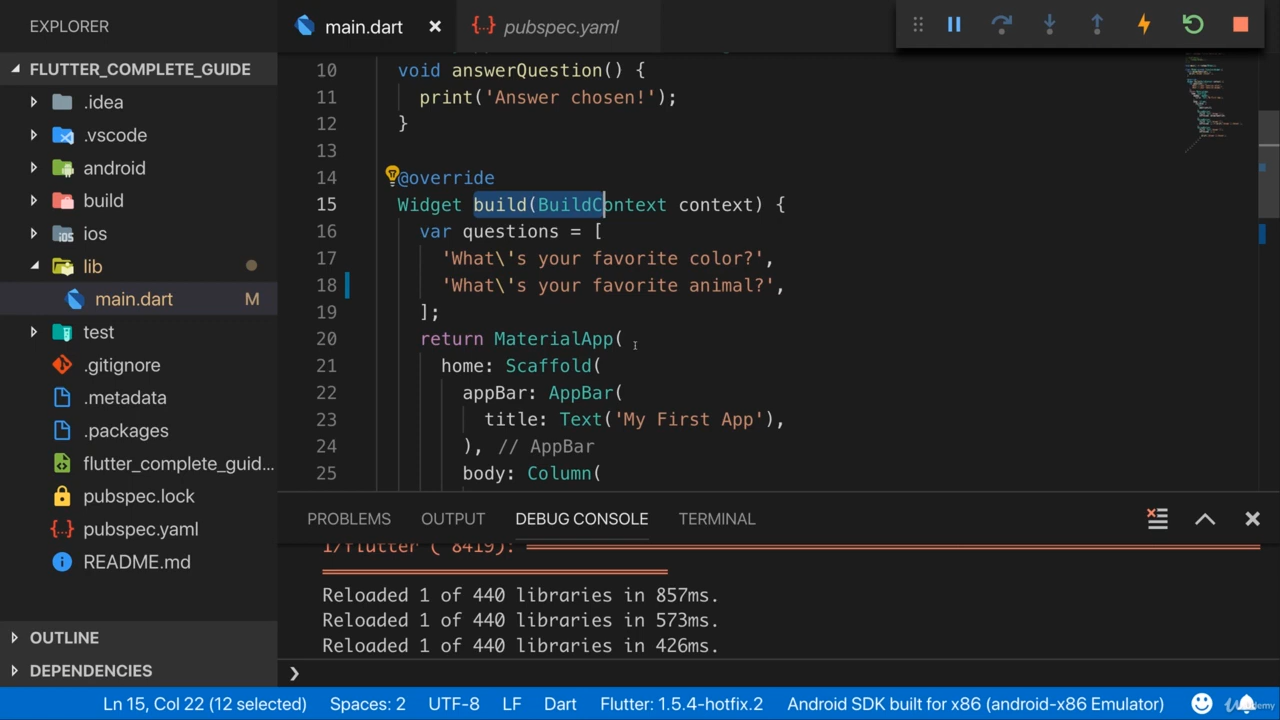 EXPLORER
main.dart
pubspec.yaml
FLUTTER_COMPLETE_GUIDE
.idea
.vscode
android
build
ios
lib
main.dart M
test
.gitignore
.metadata
.packages
flutter_complete_guid...
pubspec.lock
pubspec.yaml
README.md
OUTLINE
DEPENDENCIES
10 void answerQuestion() {
11 print('Answer chosen!');
12 }
13
14 @override
15 Widget build(BuildContext context) {
16 var questions = [
17 'What\'s your favorite color?',
18 'What\'s your favorite animal?',
19 ];
20 return MaterialApp(
21 home: Scaffold(
22 appBar: AppBar(
23 title: Text('My First App'),
24 ), // AppBar
25 body: Column(
PROBLEMS OUTPUT DEBUG CONSOLE TERMINAL
I/flutter ( 8419): ════════════════════════════════
════════════════
Reloaded 1 of 440 libraries in 857ms.
Reloaded 1 of 440 libraries in 573ms.
Reloaded 1 of 440 libraries in 426ms.
❯
Ln 15, Col 22 (12 selected) Spaces: 2 UTF-8 LF Dart Flutter: 1.5.4-hotfix.2 Android SDK built for x86 (android-x86 Emulator)